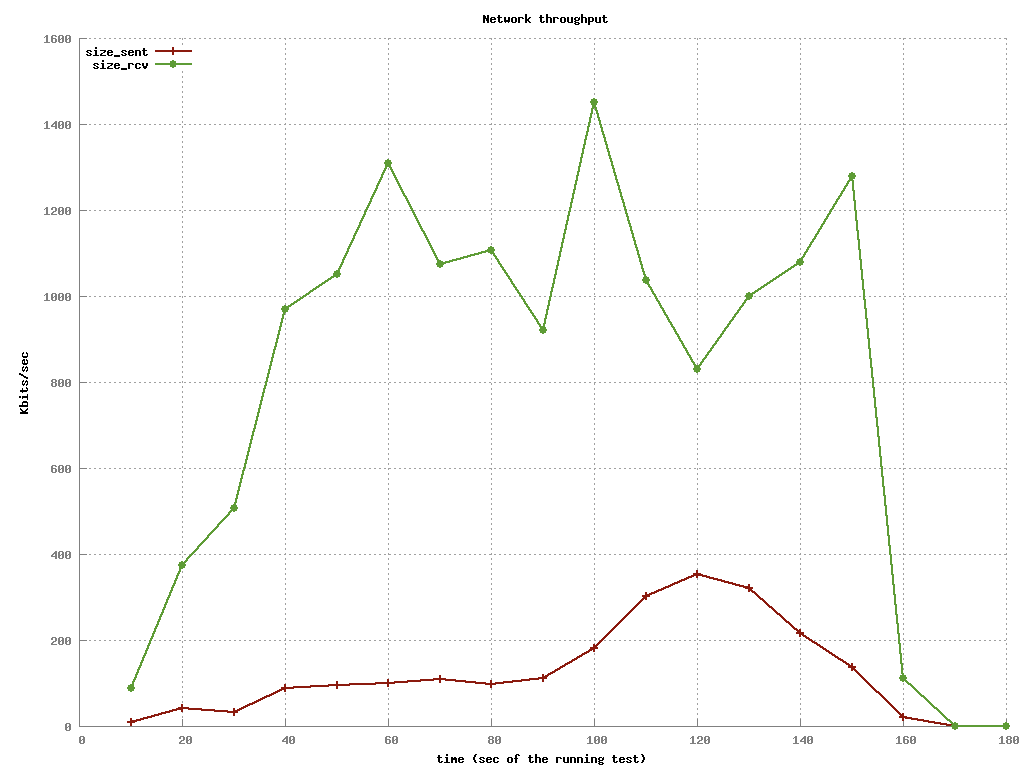 Network throughput
1600
size_sent
size_rcv
1400
1200
1000
Kbits/sec
800
600
400
200
0
0 20 40 60 80 100 120 140 160 180
time (sec of the running test)